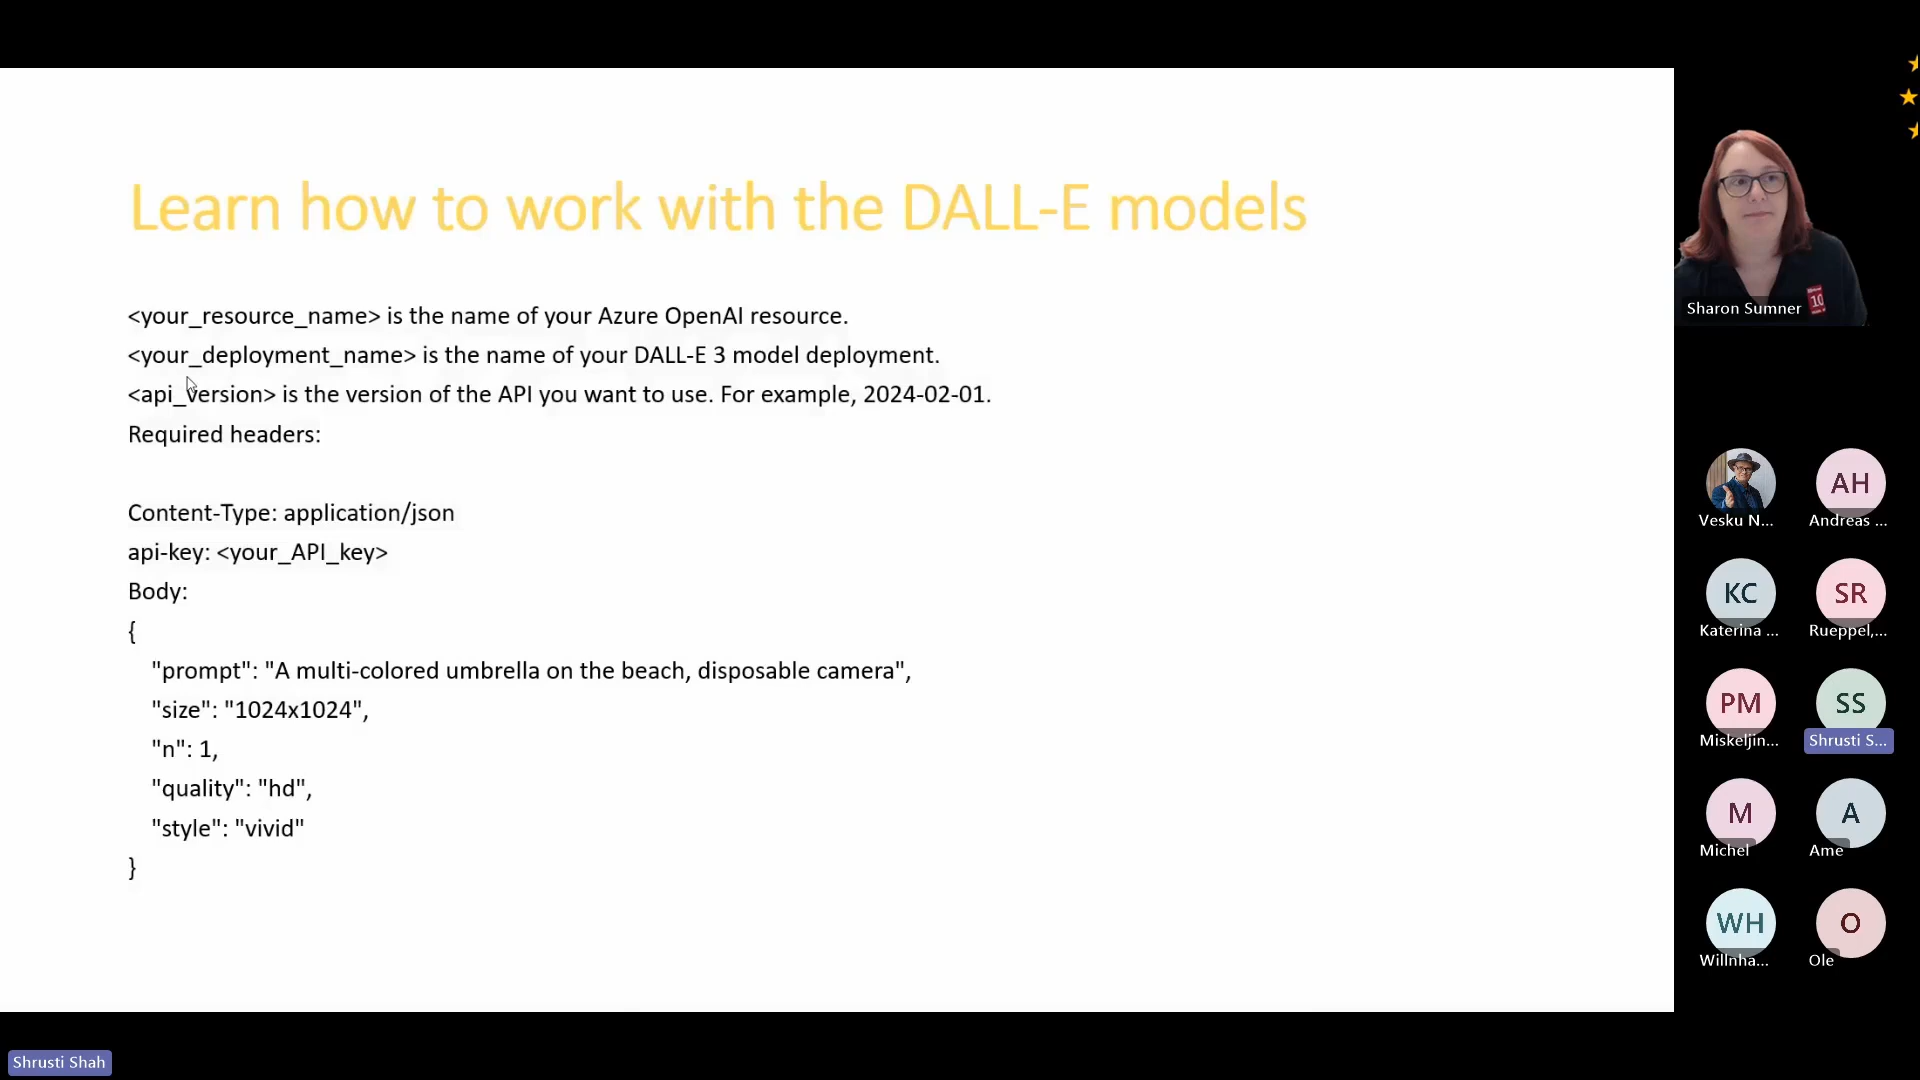 Learn how to work with the DALL-E models
<your_resource_name> is the name of your Azure OpenAI resource.
<your_deployment_name> is the name of your DALL-E 3 model deployment.
<api_version> is the version of the API you want to use. For example, 2024-02-01.
Required headers:
Content-Type: application/json
api-key: <your_API_key>
Body:
{
"prompt": "A multi-colored umbrella on the beach, disposable camera",
"size": "1024x1024",
"n": 1,
"quality": "hd",
"style": "vivid"
}
10
Sharon Sumner
Vesku N...
AH
Andreas ...
KC
Katerina ...
SR
Rueppel,...
PM
Miskeljin...
SS
Shrusti S...
M
Michel
A
Ame
WH
Willnha...
O
Ole
Shrusti Shah